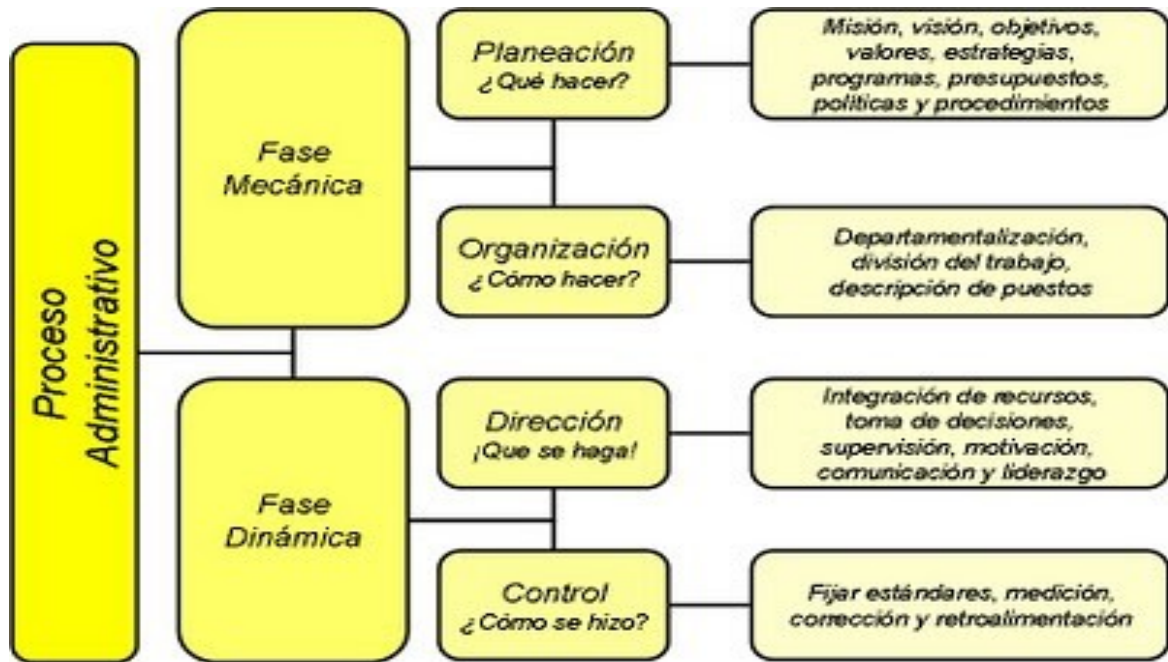 Proceso
Administrativo
Fase
Mecánica
Planeación
¿Qué hacer?
Misión, visión, objetivos,
valores, estrategias,
programas, presupuestos,
políticas y procedimientos
Organización
¿Cómo hacer?
Departamentalización,
división del trabajo,
descripción de puestos
Fase
Dinámica
Dirección
¡Que se haga!
Integración de recursos,
toma de decisiones,
supervisión, motivación,
comunicación y liderazgo
Control
¿Cómo se hizo?
Fijar estándares, medición,
corrección y retroalimentación